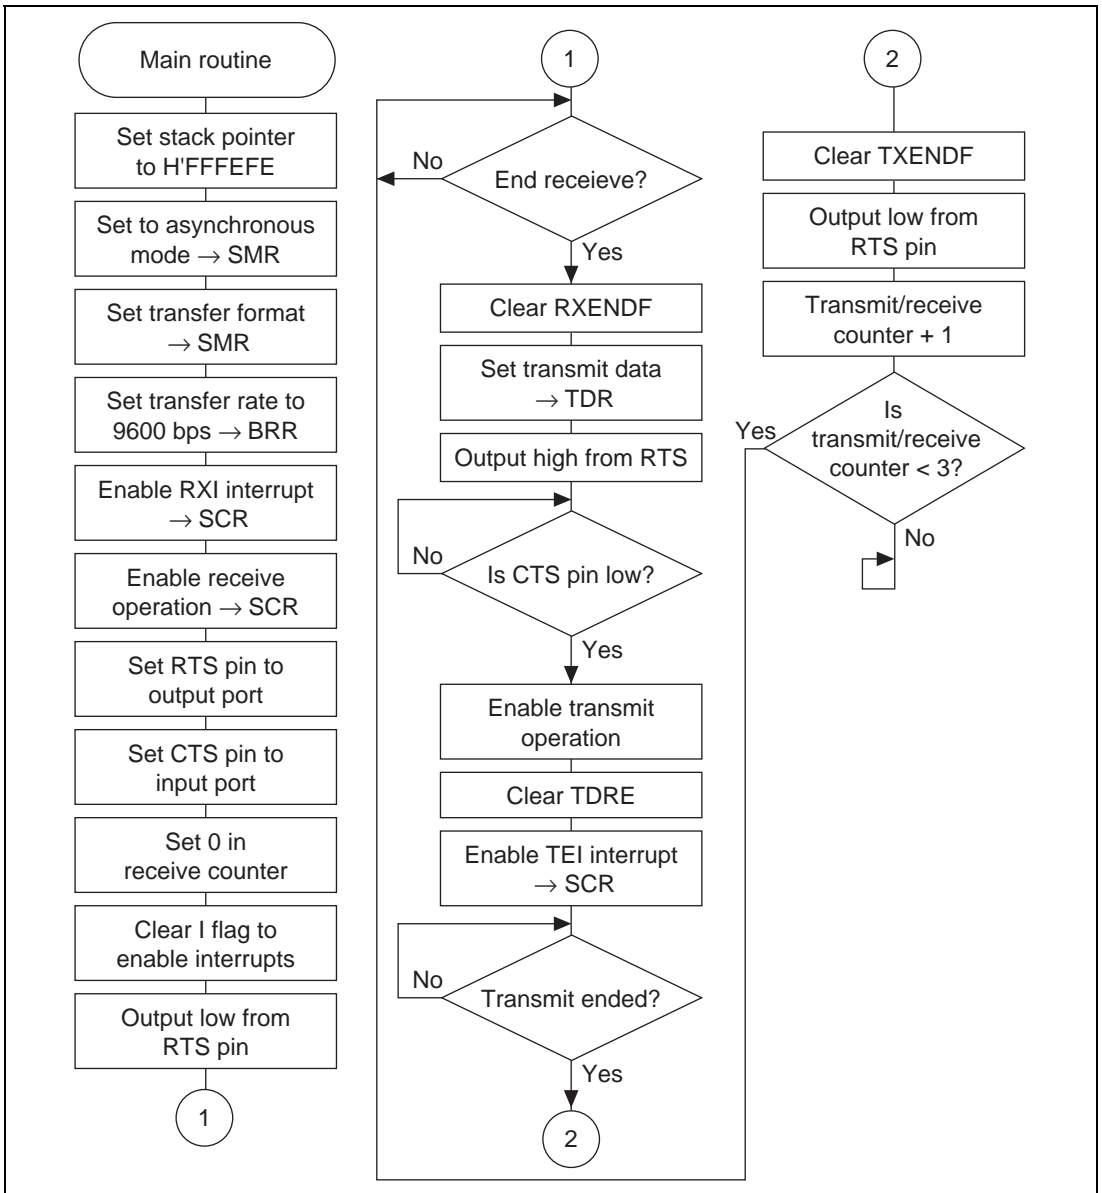 Main routine
Set stack pointer
to H'FFFEFE
Set to asynchronous
mode → SMR
Set transfer format
→ SMR
Set transfer rate to
9600 bps → BRR
Enable RXI interrupt
→ SCR
Enable receive
operation → SCR
Set RTS pin to
output port
Set CTS pin to
input port
Set 0 in
receive counter
Clear I flag to
enable interrupts
Output low from
RTS pin
1
1
No
End receieve?
Yes
Clear RXENDF
Set transmit data
→ TDR
Output high from RTS
No
Is CTS pin low?
Yes
Enable transmit
operation
Clear TDRE
Enable TEI interrupt
→ SCR
No
Transmit ended?
Yes
2
2
Clear TXENDF
Output low from
RTS pin
Transmit/receive
counter + 1
Yes
Is
transmit/receive
counter < 3?
No